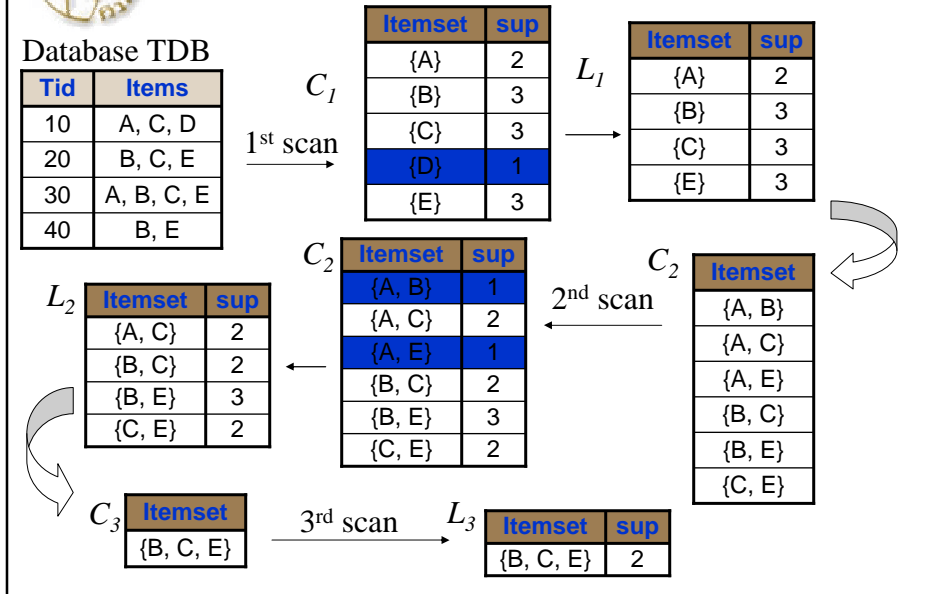 Database TDB
Tid Items
10 A, C, D
20 B, C, E
30 A, B, C, E
40 B, E
1st scan
C1
Itemset sup
{A} 2
{B} 3
{C} 3
{D} 1
{E} 3
L1
Itemset sup
{A} 2
{B} 3
{C} 3
{E} 3
C2
Itemset
{A, B}
{A, C}
{A, E}
{B, C}
{B, E}
{C, E}
2nd scan
C2
Itemset sup
{A, B} 1
{A, C} 2
{A, E} 1
{B, C} 2
{B, E} 3
{C, E} 2
L2
Itemset sup
{A, C} 2
{B, C} 2
{B, E} 3
{C, E} 2
C3
Itemset
{B, C, E}
3rd scan
L3
Itemset sup
{B, C, E} 2